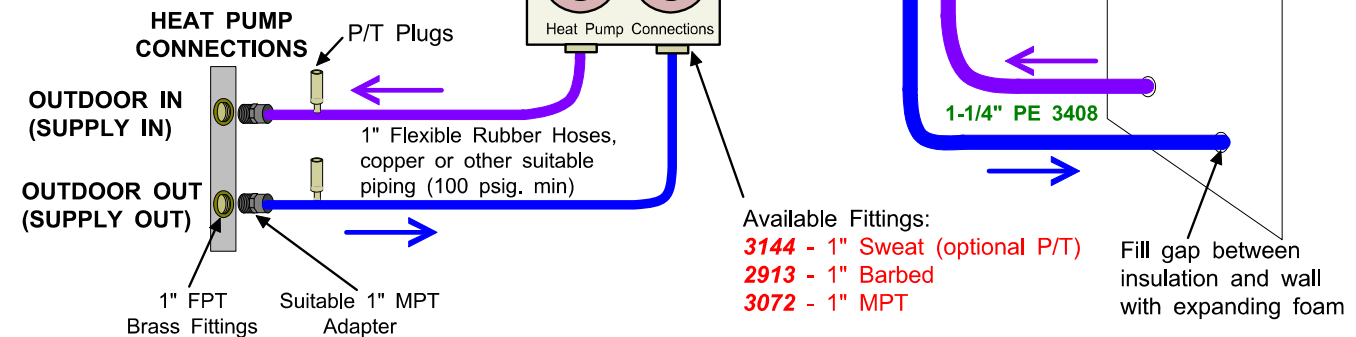 HEAT PUMP
CONNECTIONS
P/T Plugs
Heat Pump Connections
OUTDOOR IN
(SUPPLY IN)
1" Flexible Rubber Hoses,
copper or other suitable
piping (100 psig. min)
OUTDOOR OUT
(SUPPLY OUT)
1" FPT
Brass Fittings
Suitable 1" MPT
Adapter
1-1/4" PE 3408
Available Fittings:
3144 - 1" Sweat (optional P/T)
2913 - 1" Barbed
3072 - 1" MPT
Fill gap between
insulation and wall
with expanding foam